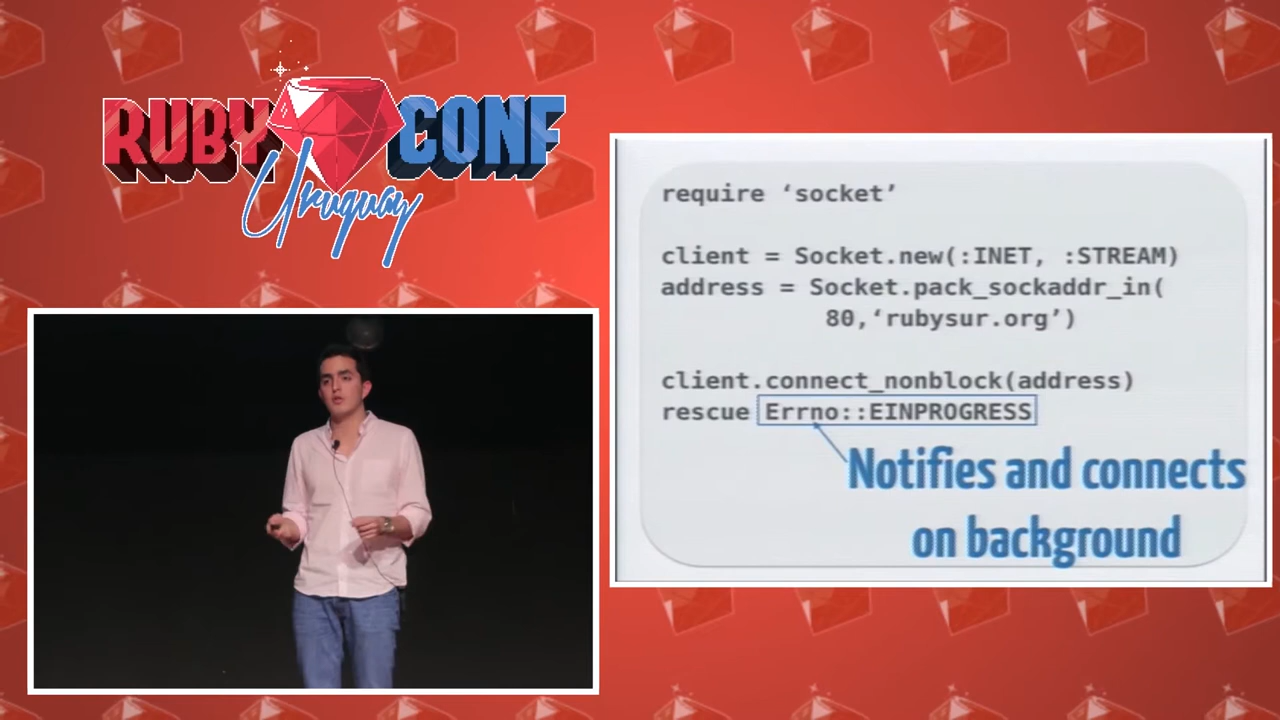 RUBY CONF
Uruguay
require ‘socket’
client = Socket.new(:INET, :STREAM)
address = Socket.pack_sockaddr_in(
80,‘rubysur.org’)
client.connect_nonblock(address)
rescue Errno::EINPROGRESS
Notifies and connects
on background